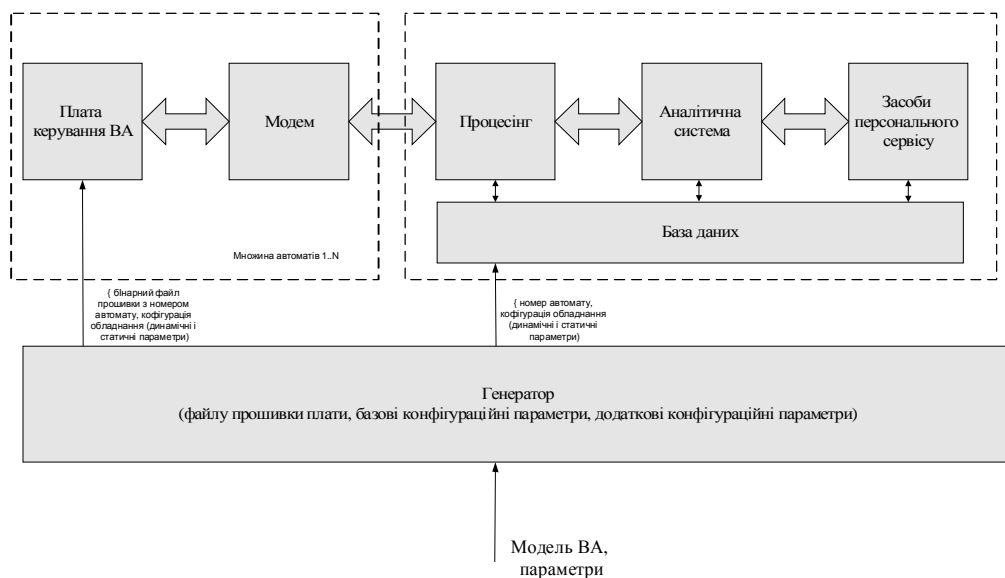 Плата
керування ВА
Модем
Процесінг
Аналітична
система
Засоби
персонального
сервісу
База даних
Множина автоматів 1..N
{ бІнарний файл
прошивки з номером
автомату, кофігурація
обладнання (динамічні і
статичні параметри)
{ номер автомату,
кофігурація обладнання
(динамічні і статичні
параметри)
Генератор
(файлу прошивки плати, базові конфігураційні параметри, додаткові конфігураційні параметри)
Модель ВА,
параметри